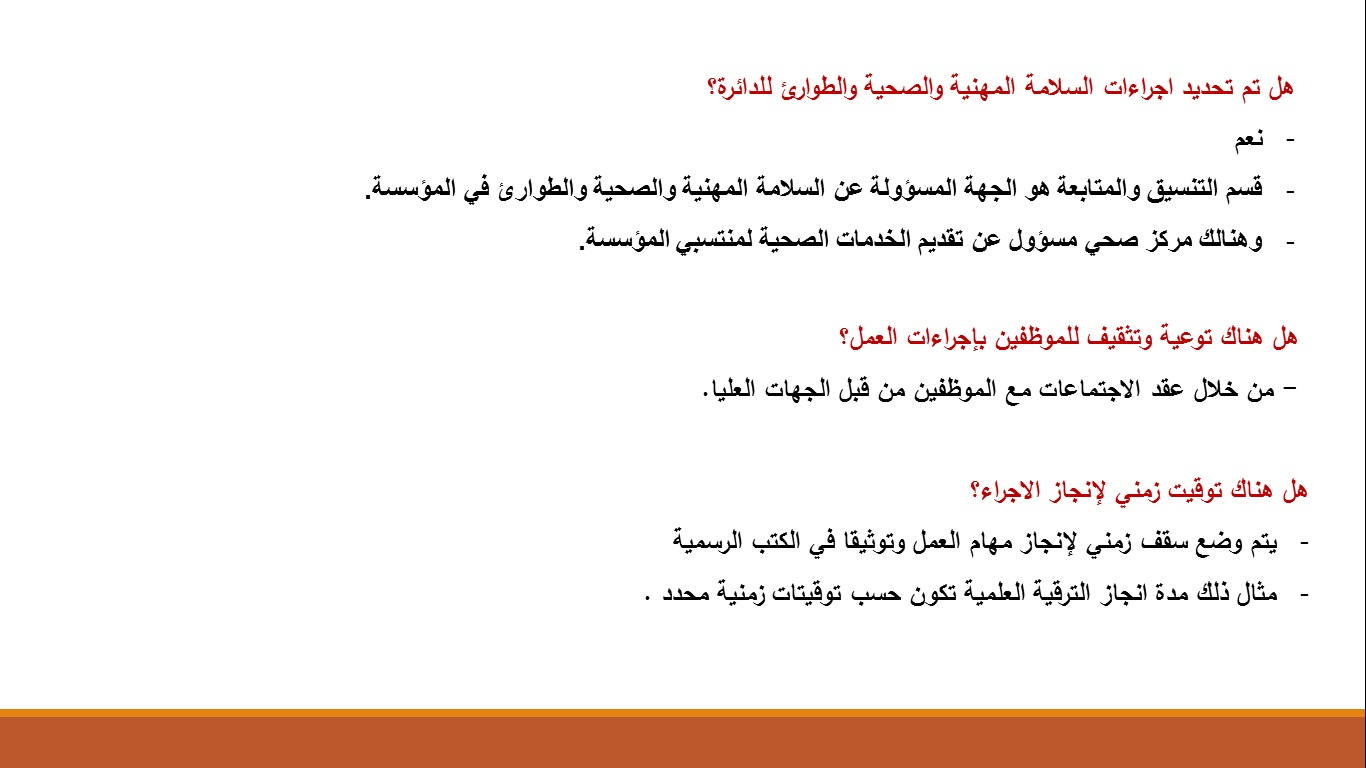 هل تم تحديد اجراءات السلامة المهنية والصحية والطوارئ للدائرة؟
- نعم
- قسم التنسيق والمتابعة هو الجهة المسؤولة عن السلامة المهنية والصحية والطوارئ في المؤسسة.
- وهنالك مركز صحي مسؤول عن تقديم الخدمات الصحية لمنتسبي المؤسسة.
هل هناك توعية وتثقيف للموظفين بإجراءات العمل؟
– من خلال عقد الاجتماعات مع الموظفين من قبل الجهات العليا.
هل هناك توقيت زمني لإنجاز الاجراء؟
- يتم وضع سقف زمني لإنجاز مهام العمل وتوثيقا في الكتب الرسمية
- مثال ذلك مدة انجاز الترقية العلمية تكون حسب توقيتات زمنية محدد .